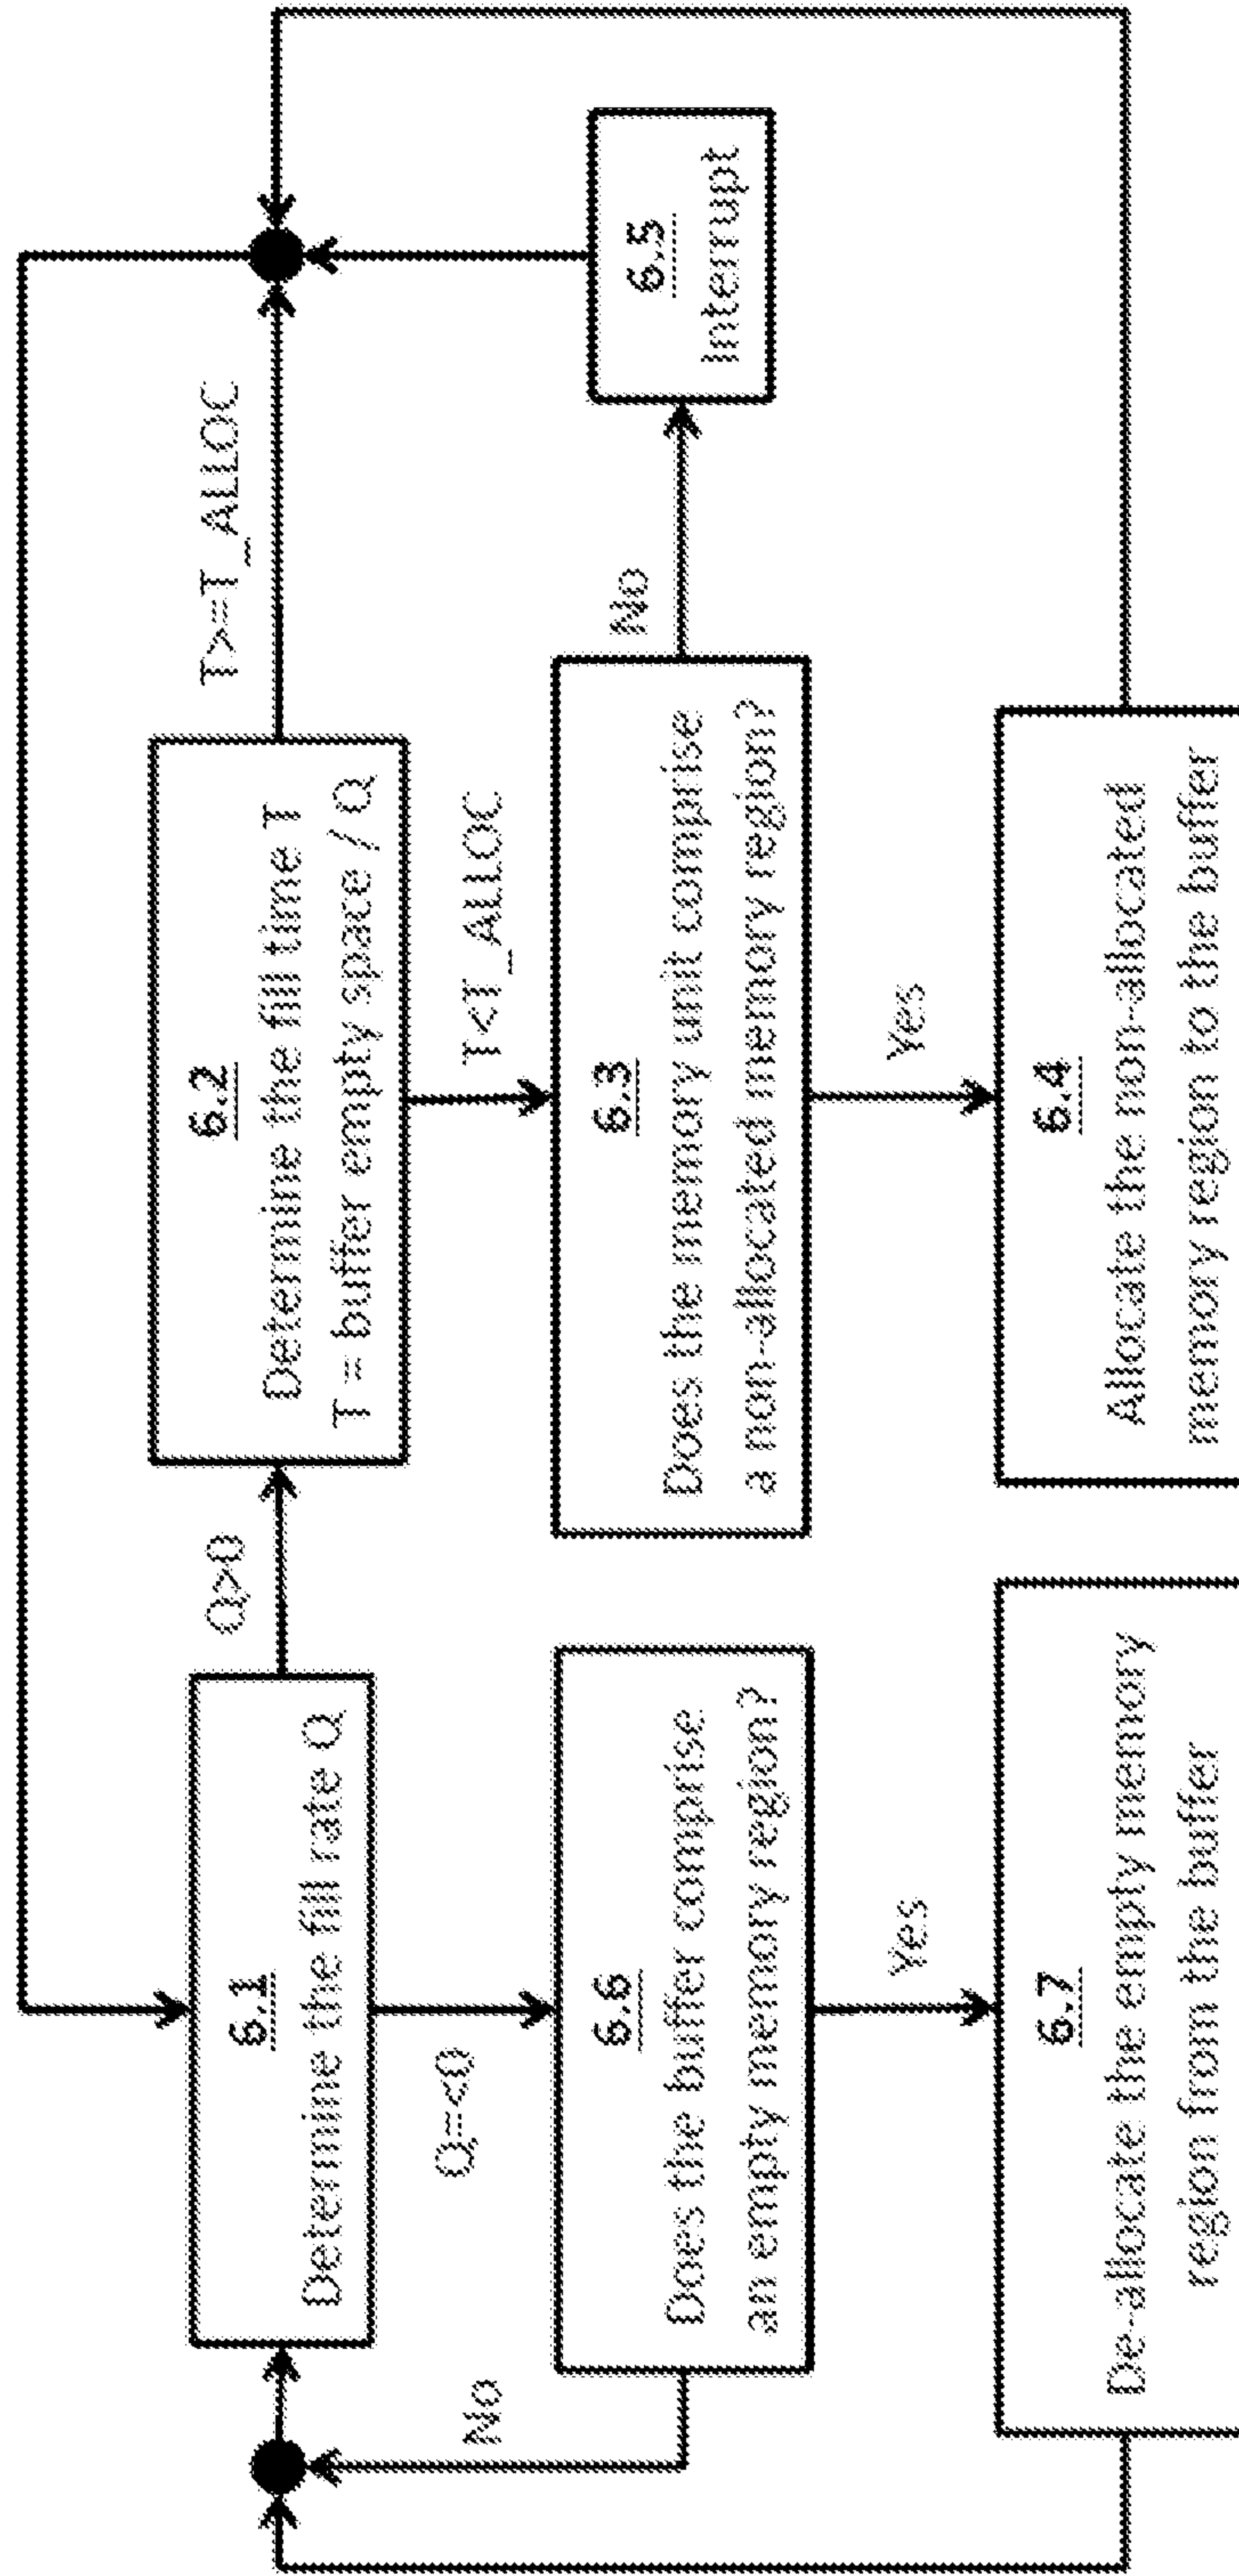 6.1
Determine the fill rate Q
Q>0
6.2
Determine the fill time T
T = buffer empty space / Q
T>=T_ALLOC
Q=<0
T<T_ALLOC
No
6.6
Does the buffer comprise
an empty memory region?
6.3
Does the memory unit comprise
a non-allocated memory region?
No
6.5
Interrupt
Yes
Yes
6.7
De-allocate the empty memory
region from the buffer
6.4
Allocate the non-allocated
memory region to the buffer